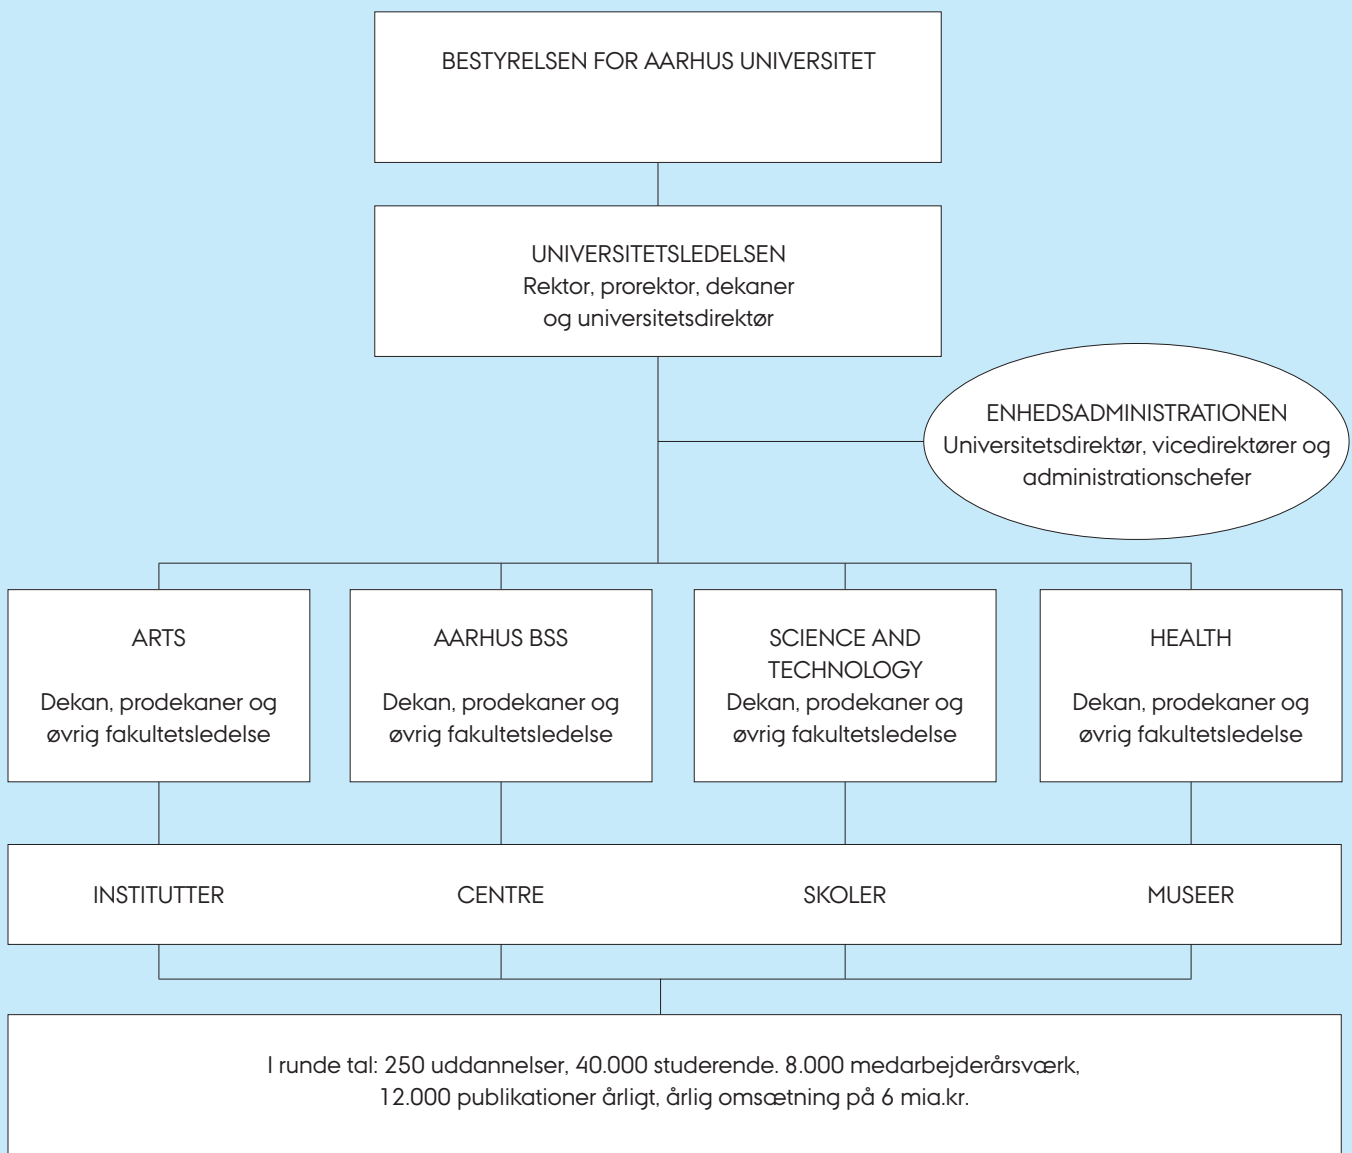 BESTYRELSEN FOR AARHUS UNIVERSITET
UNIVERSITETSLEDELSEN
Rektor, prorektor, dekaner
og universitetsdirektør
ENHEDSADMINISTRATIONEN
Universitetsdirektør, vicedirektører og
administrationschefer
ARTS
Dekan, prodekaner og
øvrig fakultetsledelse
AARHUS BSS
Dekan, prodekaner og
øvrig fakultetsledelse
SCIENCE AND
TECHNOLOGY
Dekan, prodekaner og
øvrig fakultetsledelse
HEALTH
Dekan, prodekaner og
øvrig fakultetsledelse
INSTITUTTER
CENTRE
SKOLER
MUSEER
I runde tal: 250 uddannelser, 40.000 studerende. 8.000 medarbejderårsværk,
12.000 publikationer årligt, årlig omsætning på 6 mia.kr.